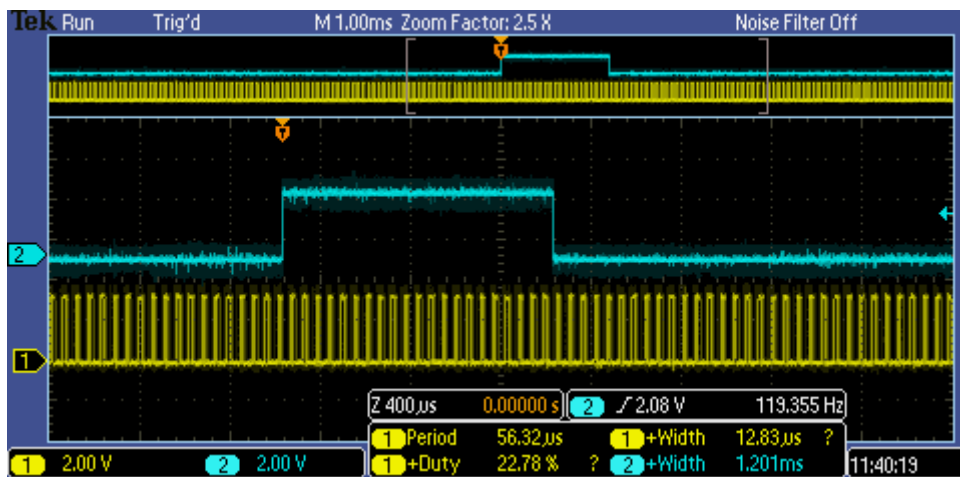 Tek Run Trig'd M 1.00ms Zoom Factor: 2.5 X Noise Filter Off
T
T
2
1
Z 400µs 0.00000 s 2 ∫ 2.08 V 119.355 Hz
1 Period 56.32µs 1 +Width 12.83µs ?
1 2.00 V 2 2.00 V 1 +Duty 22.78 % ? 2 +Width 1.201ms 11:40:19